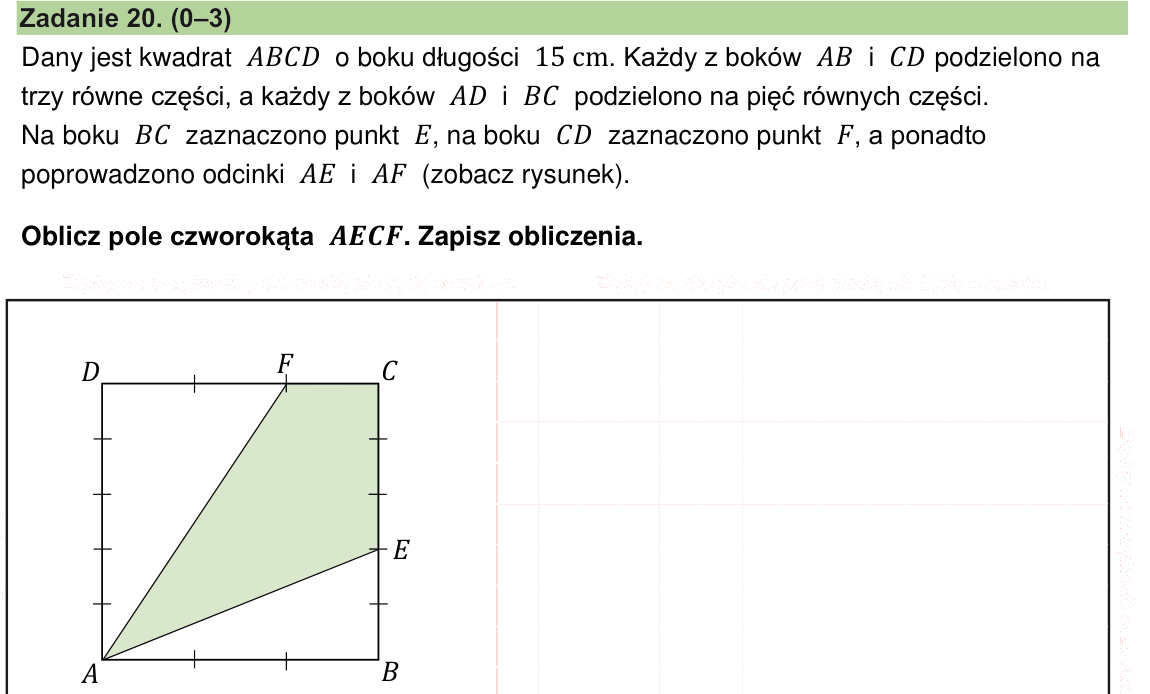 Zadanie 20. (0–3)
Dany jest kwadrat ABCD o boku długości 15 cm. Każdy z boków AB i CD podzielono na
trzy równe części, a każdy z boków AD i BC podzielono na pięć równych części.
Na boku BC zaznaczono punkt E, na boku CD zaznaczono punkt F, a ponadto
poprowadzono odcinki AE i AF (zobacz rysunek).
Oblicz pole czworokąta AECF. Zapisz obliczenia.
D F C
E
A B